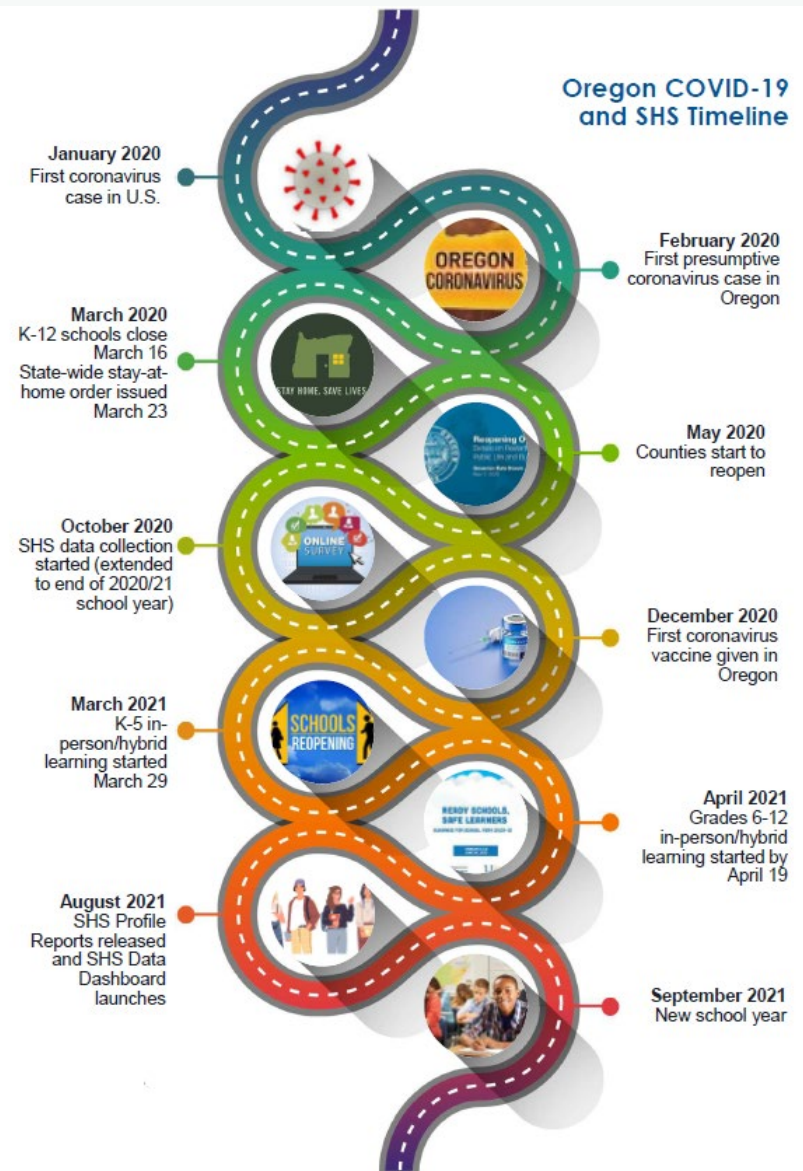 Oregon COVID-19
and SHS Timeline
January 2020
First coronavirus
case in U.S.
OREGON
CORONAVIRUS
February 2020
First presumptive
coronavirus case in
Oregon
March 2020
K-12 schools close
March 16
State-wide stay-at-
home order issued
March 23
STAY HOME, SAVE LIVES
Reopening O
May 2020
Counties start to
reopen
October 2020
SHS data collection
started (extended
to end of 2020/21
school year)
ONLINE
SURVEY
December 2020
First coronavirus
vaccine given in
Oregon
March 2021
K-5 in-
person/hybrid
learning started
March 29
SCHOOLS
REOPENING
READY SCHOOLS,
SAFE LEARNERS
April 2021
Grades 6-12
in-person/hybrid
learning started by
April 19
August 2021
SHS Profile
Reports released
and SHS Data
Dashboard
launches
September 2021
New school year